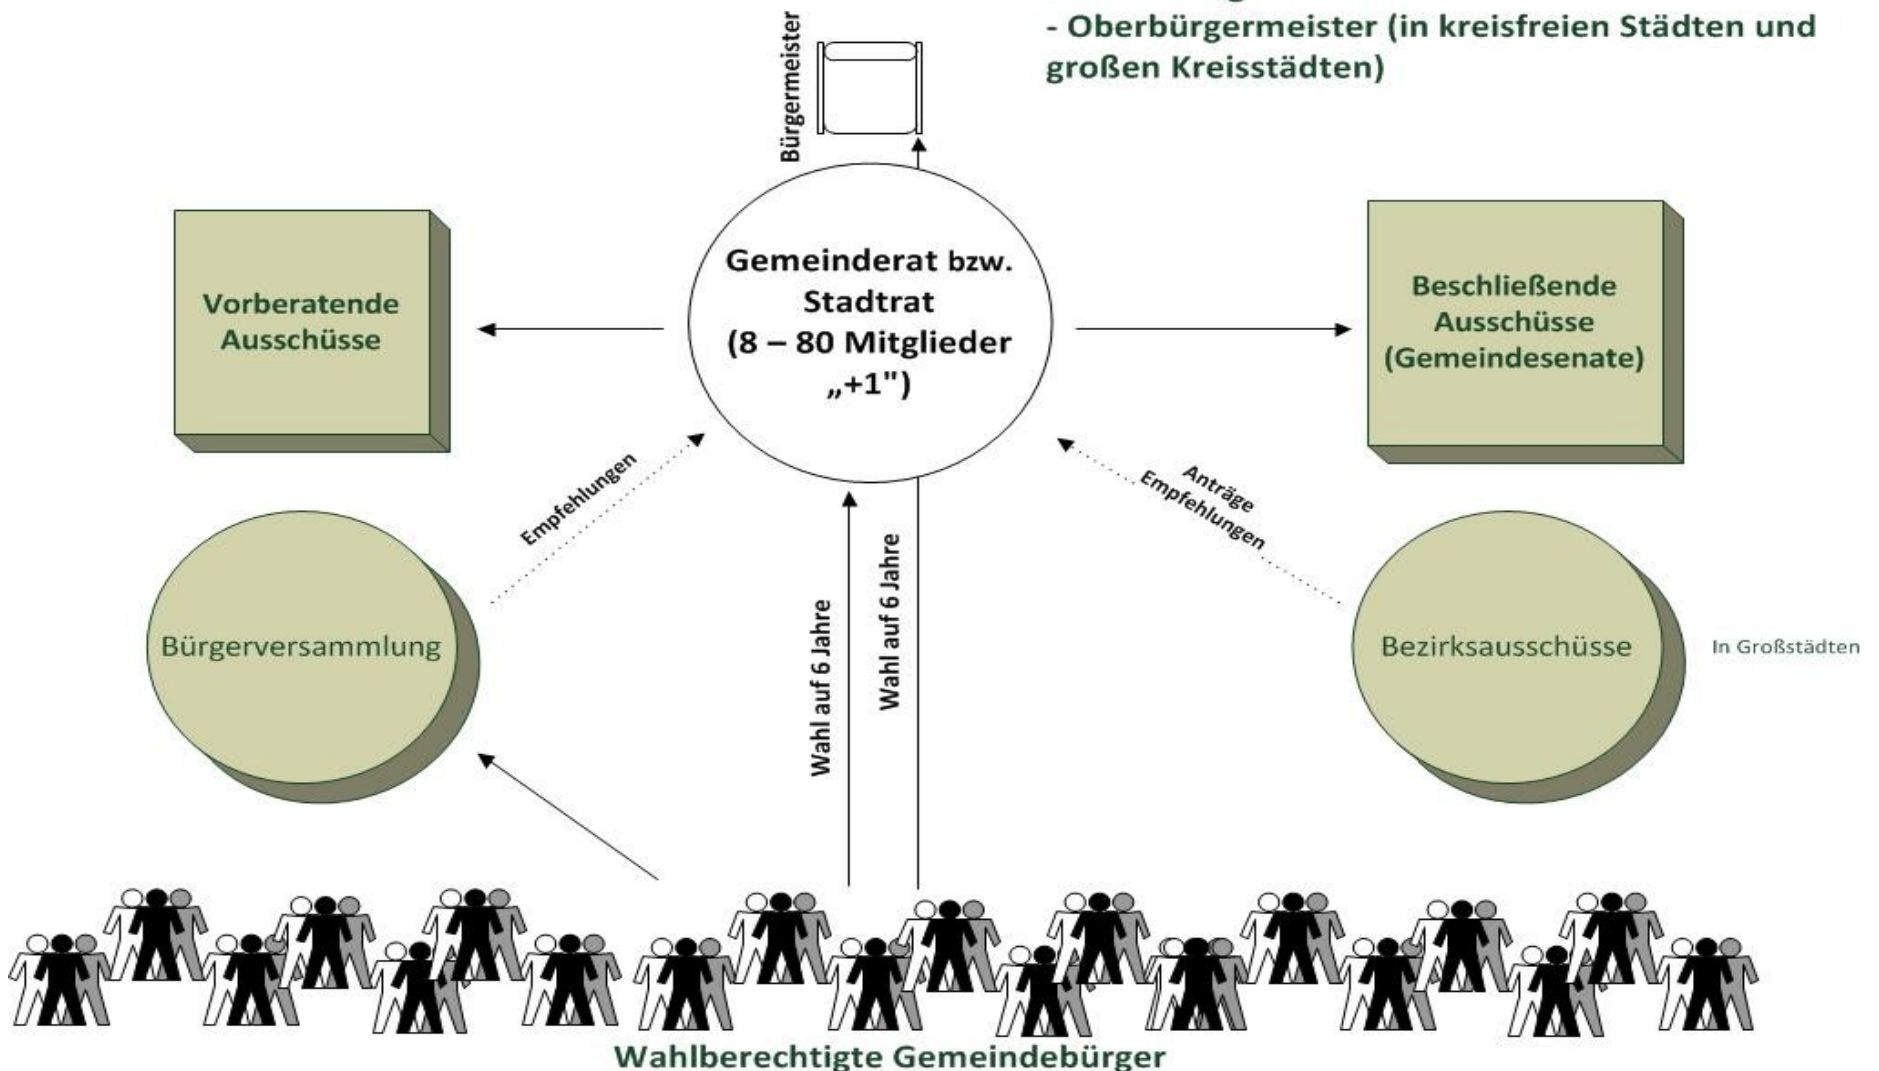 - Oberbürgermeister (in kreisfreien Städten und
großen Kreisstädten)
Bürgermeister
Gemeinderat bzw.
Stadtrat
(8 – 80 Mitglieder
„+1")
Vorberatende
Ausschüsse
Beschließende
Ausschüsse
(Gemeindesenate)
Empfehlungen
Anträge
Empfehlungen
Wahl auf 6 Jahre
Wahl auf 6 Jahre
Bürgerversammlung
Bezirksausschüsse
In Großstädten
Wahlberechtigte Gemeindebürger